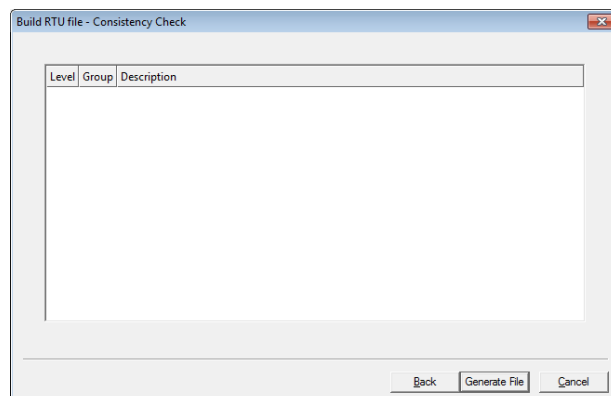 Build RTU file - Consistency Check
Level Group Description
Back Generate File Cancel